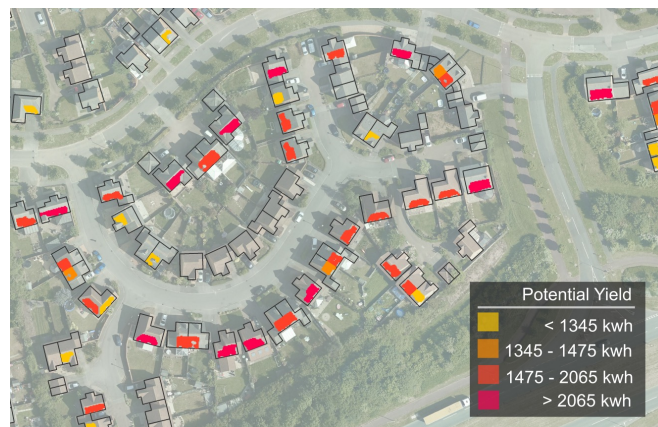 Potential Yield
< 1345 kwh
1345 - 1475 kwh
1475 - 2065 kwh
> 2065 kwh